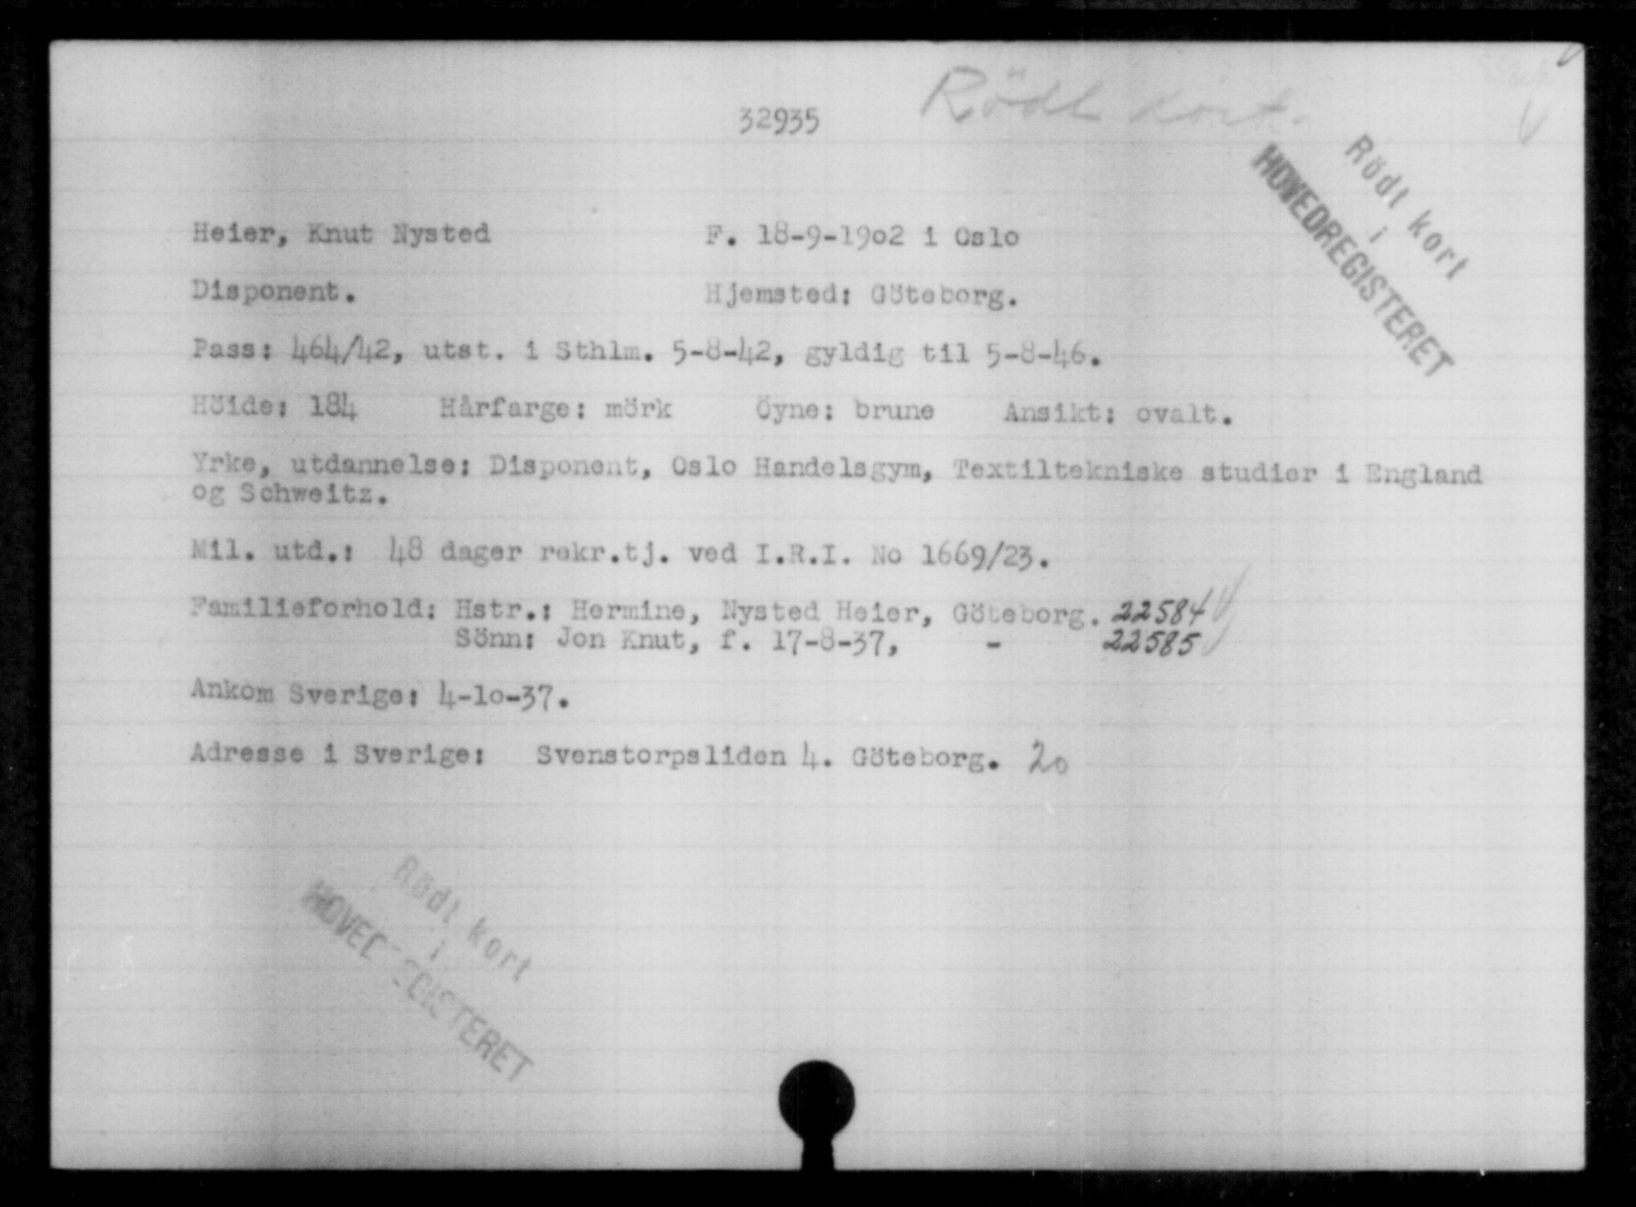 Rödt kort.
32935
Rödt kort
i
HOVEDREGISTERET
Heier, Knut Nysted F. 18-9-19o2 i Oslo
Disponent. Hjemsted: Göteborg.
Pass: 464/42, utst. i Sthlm. 5-8-42, gyldig til 5-8-46.
Höide: 184 Hårfarge: mörk Öyne: brune Ansikt: ovalt.
Yrke, utdannelse: Disponent, Oslo Handelsgym, Textiltekniske studier i England
og Schweitz.
Mil. utd.: 48 dager rekr.tj. ved I.R.I. No 1669/23.
Familieforhold: Hstr.: Hermine, Nysted Heier, Göteborg. 22584
Sönn: Jon Knut, f. 17-8-37, - 22585
Ankom Sverige: 4-1o-37.
Adresse i Sverige: Svenstorpsliden 4. Göteborg. 20
Rödt kort
i
HOVEDREGISTERET